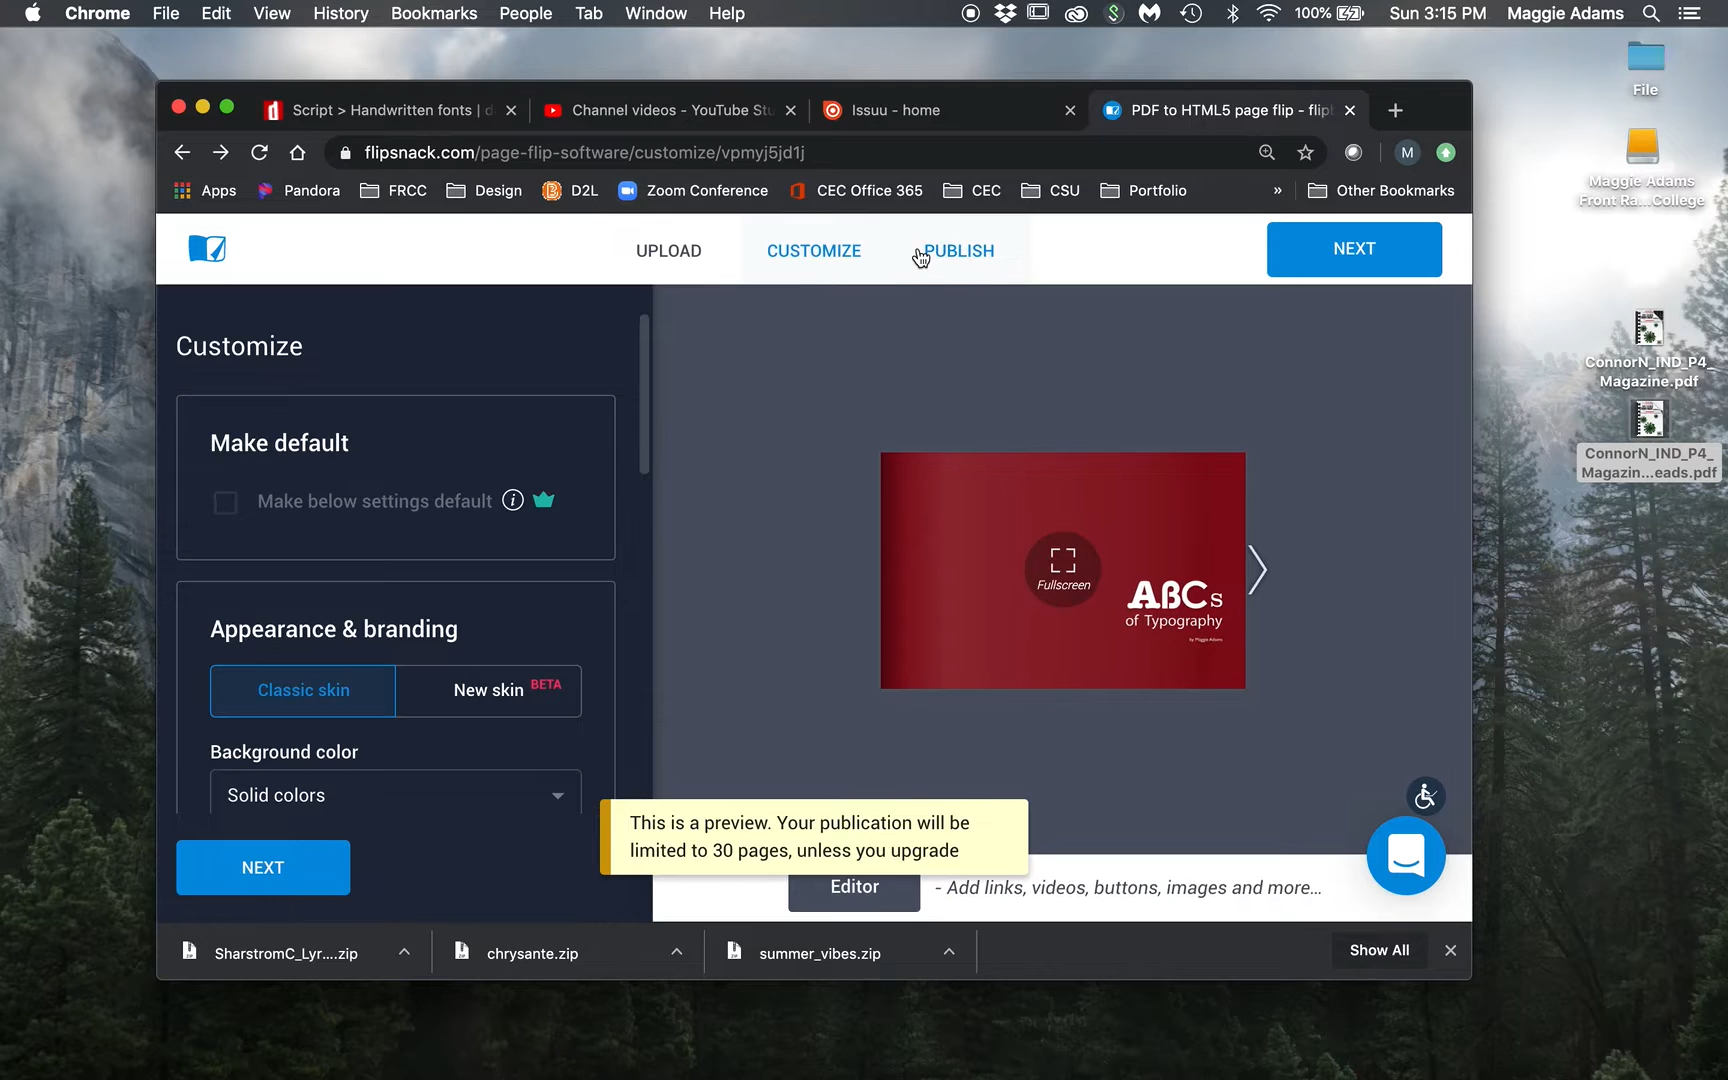 Chrome File Edit View History Bookmarks People Tab Window Help 100% Sun 3:15 PM Maggie Adams
File
Maggie Adams
Front Ra...College
ConnorN_IND_P4_
Magazine.pdf
ConnorN_IND_P4_
Magazin...eads.pdf
Script > Handwritten fonts | d
Channel videos - YouTube Stu
Issuu - home
PDF to HTML5 page flip - flip
flipsnack.com/page-flip-software/customize/vpmyj5jd1j
M
Apps Pandora FRCC Design D2L Zoom Conference CEC Office 365 CEC CSU Portfolio » Other Bookmarks
UPLOAD CUSTOMIZE PUBLISH NEXT
Customize
Make default
Make below settings default
Appearance & branding
Classic skin New skin BETA
Background color
Solid colors
NEXT
Fullscreen
ABCs
of Typography
by Maggie Adams
This is a preview. Your publication will be
limited to 30 pages, unless you upgrade
Editor - Add links, videos, buttons, images and more...
SharstromC_Lyr....zip chrysante.zip summer_vibes.zip Show All